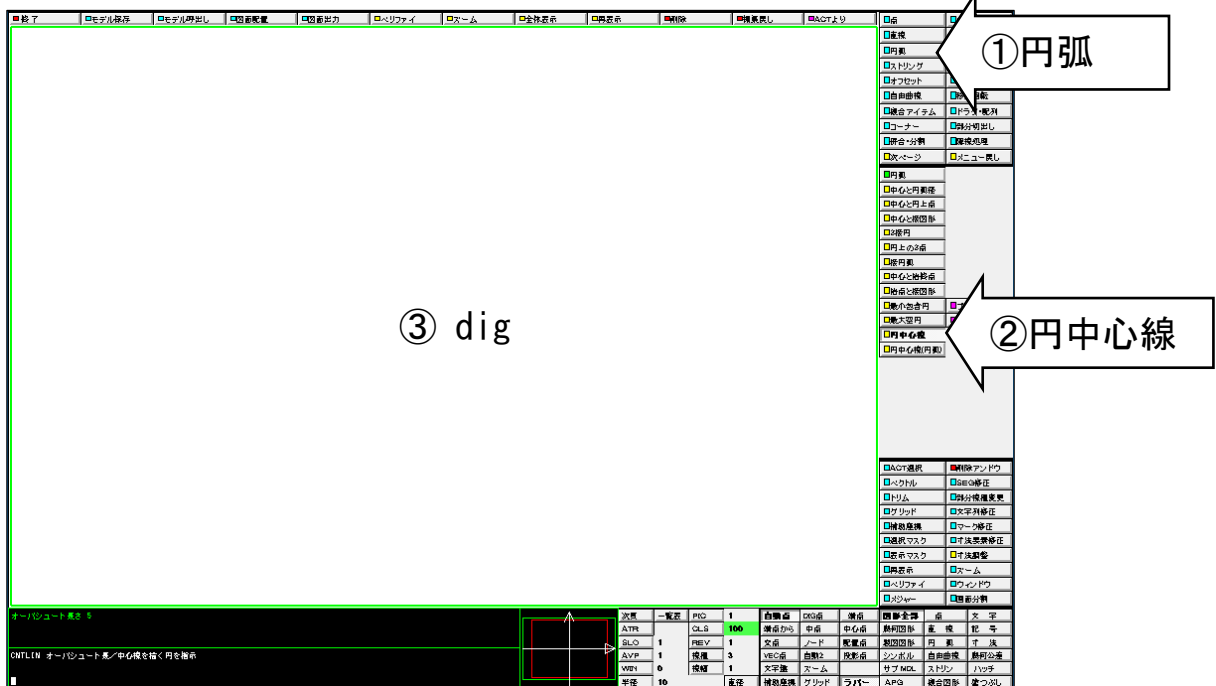 終了 モデル保存 モデル呼出し 図面配置 図面出力 ベリファイ ズーム 全体表示 再表示 削除 編集戻し ACTより
点
直線
円弧
ストリング
オフセット
自由曲線
複合アイテム ドラグ・配列
コーナー 部分切出し
併合・分割 陰線処理
次ページ メニュー戻し
①円弧
円弧
中心と円弧径
中心と円上点
中心と接図形
3接円
円上の3点
接円弧
中心と始終点
始点と接図形
最小包含円
最大空円
円中心線
円中心線(円弧)
②円中心線
③ dig
ACT選択 削除アンドウ
ベクトル SEG修正
トリム 部分線種変更
グリッド 文字列修正
補助座標 マーク修正
選択マスク 寸法要素修正
表示マスク 寸法調整
再表示 ズーム
ベリファイ ウィンドウ
メジャー 図面分割
オーバシュート長さ 5
CNTLIN オーバシュート長／中心線を描く円を指示
次頁 一覧表 PIC 1 自動点 DIG点 端点 図形全部 点 文字
ATR CLS 100 端点から 中点 中心点 幾何図形 直線 記号
SLO 1 REV 1 交点 ノード 配置点 製図図形 円弧 寸法
AVP 1 線種 3 VEC点 自動2 投影点 シンボル 自由曲線 幾何公差
WIN 0 線幅 1 文字盤 ズーム サブMDL ストリン ハッチ
半径 10 直径 補助座標 グリッド ラバー APG 複合図形 塗つぶし